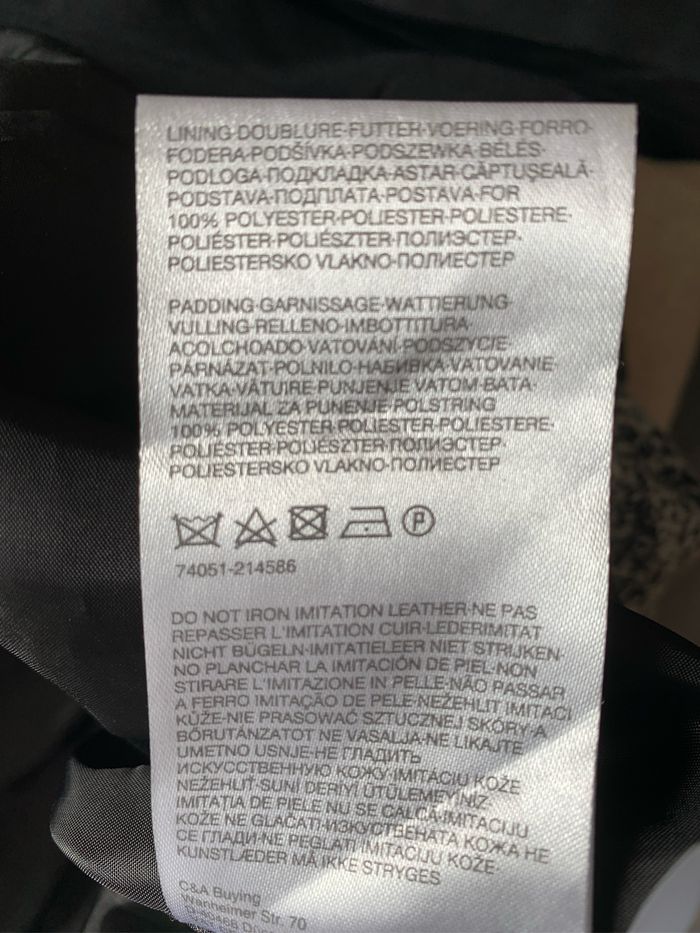 LINING·DOUBLURE·FUTTER·VOERING·FORRO·
FODERA·PODŠÍVKA·PODSZEWKA·BÉLÉS·
PODLOGA·ПОДКЛАДКА·ASTAR·CĂPTUŞEALĂ·
PODSTAVA·ПОДПЛАТА·POSTAVA·FOR
100% POLYESTER·POLIESTER·POLIESTERE·
POLIÉSTER·POLIÉSZTER·ПОЛИЭСТЕР·
POLIESTERSKO VLAKNO·ПОЛИЕСТЕР
PADDING·GARNISSAGE·WATTIERUNG·
VULLING·RELLENO·IMBOTTITURA·
ACOLCHOADO·VATOVÁNÍ·PODSZYCIE·
PÁRNÁZAT·POLNILO·НАБИВКА·VATOVANIE·
VATKA·VĂTUIRE·PUNJENJE VATOM·ВАТА·
MATERIJAL ZA PUNENJE·POLSTRING
100% POLYESTER·POLIESTER·POLIESTERE·
POLIÉSTER·POLIÉSZTER·ПОЛИЭСТЕР·
POLIESTERSKO VLAKNO·ПОЛИЕСТЕР
P
74051-214586
DO NOT IRON IMITATION LEATHER·NE PAS
REPASSER L'IMITATION CUIR·LEDERIMITAT
NICHT BÜGELN·IMITATIELEER NIET STRIJKEN
NO PLANCHAR LA IMITACIÓN DE PIEL·NON
STIRARE L'IMITAZIONE IN PELLE·NÃO PASSAR
A FERRO IMITAÇÃO DE PELE·NEŽEHLIT IMITACI
KŮŽE·NIE PRASOWAĆ SZTUCZNEJ SKÓRY·A
BŐRUTÁNZATOT NE VASALJA·NE LIKAJTE
UMETNO USNJE·НЕ ГЛАДИТЬ
ИСКУССТВЕННУЮ КОЖУ·IMITÁCIU KOŽE
NEŽEHLIŤ·SUNİ DERİYİ ÜTÜLEMEYİNİZ
IMITAŢIA DE PIELE NU SE CALCĂ·IMITACIJU
KOŽE NE GLAČATI·ИЗКУСТВЕНАТА КОЖА НЕ
СЕ ГЛАДИ·NE PEGLATI IMITACIJU KOŽE·
KUNSTLÆDER MÅ IKKE STRYGES
C&A Buying
Wanheimer Str. 70